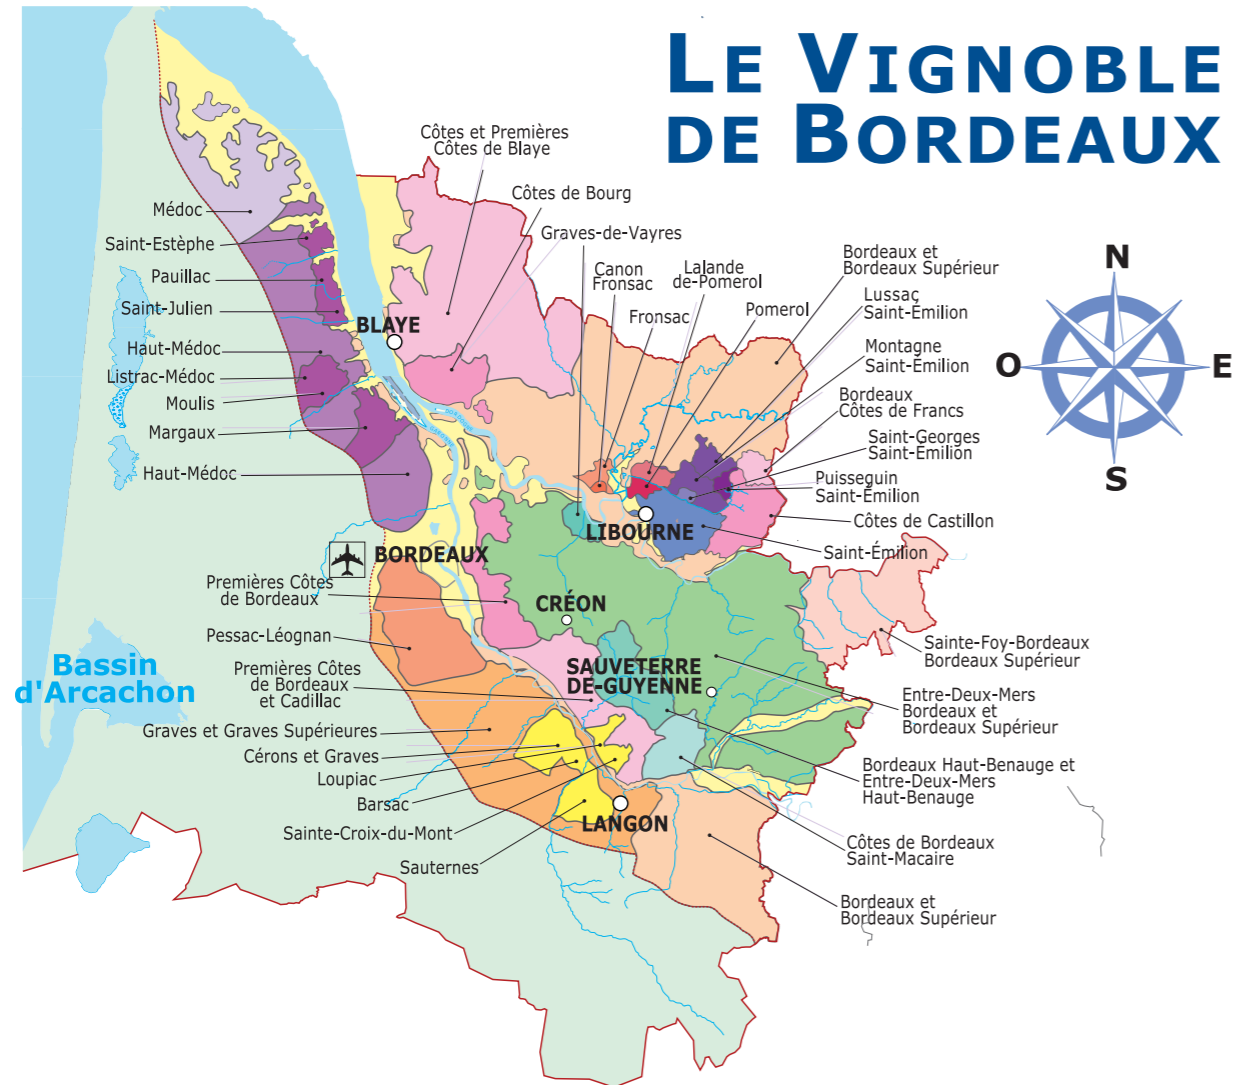 LE VIGNOBLE
DE BORDEAUX
Côtes et Premières
Côtes de Blaye
Côtes de Bourg
Graves-de-Vayres
Canon
Fronsac
Lalande
de-Pomerol
Fronsac
Pomerol
Bordeaux et
Bordeaux Supérieur
Lussac
Saint-Émilion
Montagne
Saint-Émilion
Bordeaux
Côtes de Francs
Saint-Georges
Saint-Émilion
Puisseguin
Saint-Émilion
Côtes de Castillon
Saint-Émilion
N
O
E
S
Médoc
Saint-Estèphe
Pauillac
Saint-Julien
Haut-Médoc
Listrac-Médoc
Moulis
Margaux
Haut-Médoc
BLAYE
LIBOURNE
BORDEAUX
CRÉON
SAUVETERRE
DE-GUYENNE
LANGON
Premières Côtes
de Bordeaux
Pessac-Léognan
Premières Côtes
de Bordeaux
et Cadillac
Graves et Graves Supérieures
Cérons et Graves
Loupiac
Barsac
Sainte-Croix-du-Mont
Sauternes
Bassin
d'Arcachon
Sainte-Foy-Bordeaux
Bordeaux Supérieur
Entre-Deux-Mers
Bordeaux et
Bordeaux Supérieur
Bordeaux Haut-Benauge et
Entre-Deux-Mers
Haut-Benauge
Côtes de Bordeaux
Saint-Macaire
Bordeaux et
Bordeaux Supérieur